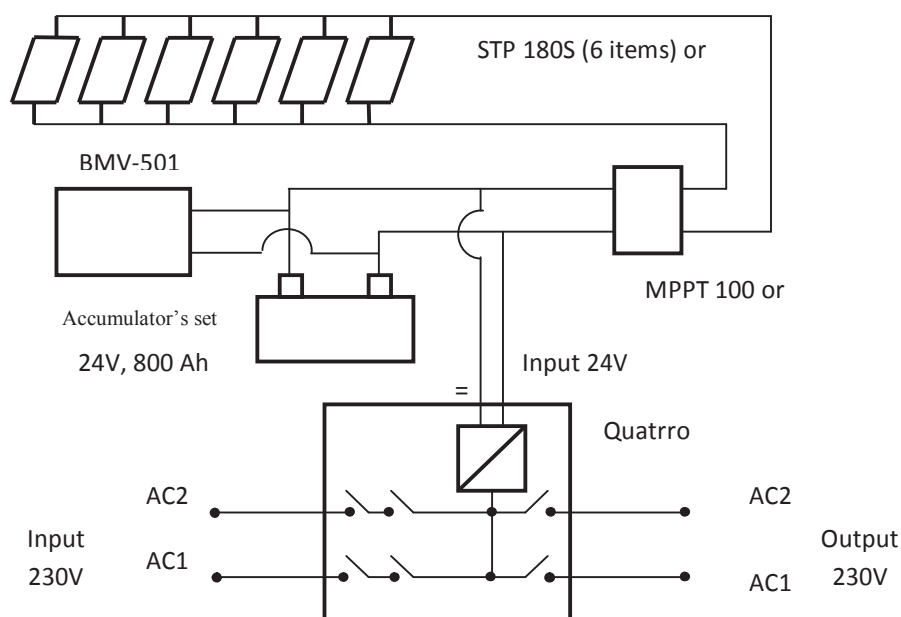 STP 180S (6 items) or
BMV-501
MPPT 100 or
Accumulator's set
24V, 800 Ah
Input 24V
=
Quatrro
AC2
AC2
Input
230V
AC1
AC1
Output
230V